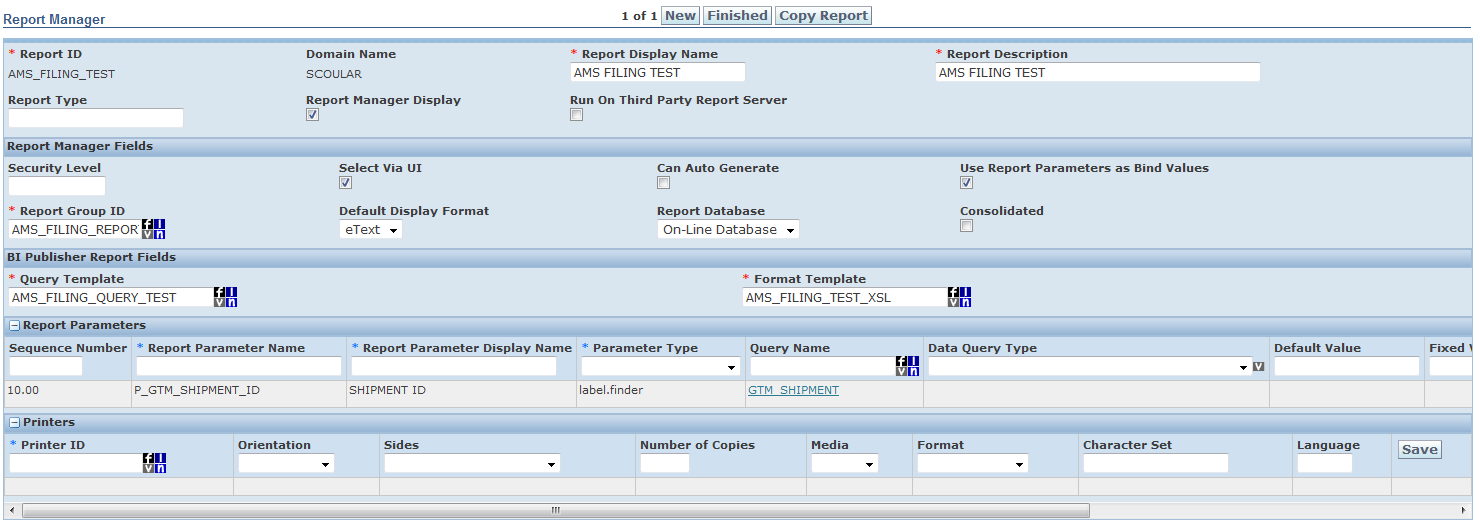 Report Manager
1 of 1 New Finished Copy Report
* Report ID Domain Name * Report Display Name * Report Description
AMS_FILING_TEST SCOULAR AMS FILING TEST AMS FILING TEST
Report Type Report Manager Display Run On Third Party Report Server
Report Manager Fields
Security Level Select Via UI Can Auto Generate Use Report Parameters as Bind Values
* Report Group ID Default Display Format Report Database Consolidated
AMS_FILING_REPOR eText On-Line Database
BI Publisher Report Fields
* Query Template * Format Template
AMS_FILING_QUERY_TEST AMS_FILING_TEST_XSL
Report Parameters
Sequence Number * Report Parameter Name * Report Parameter Display Name * Parameter Type Query Name Data Query Type Default Value Fixed
10.00 P_GTM_SHIPMENT_ID SHIPMENT ID label.finder GTM_SHIPMENT
Printers
* Printer ID Orientation Sides Number of Copies Media Format Character Set Language Save